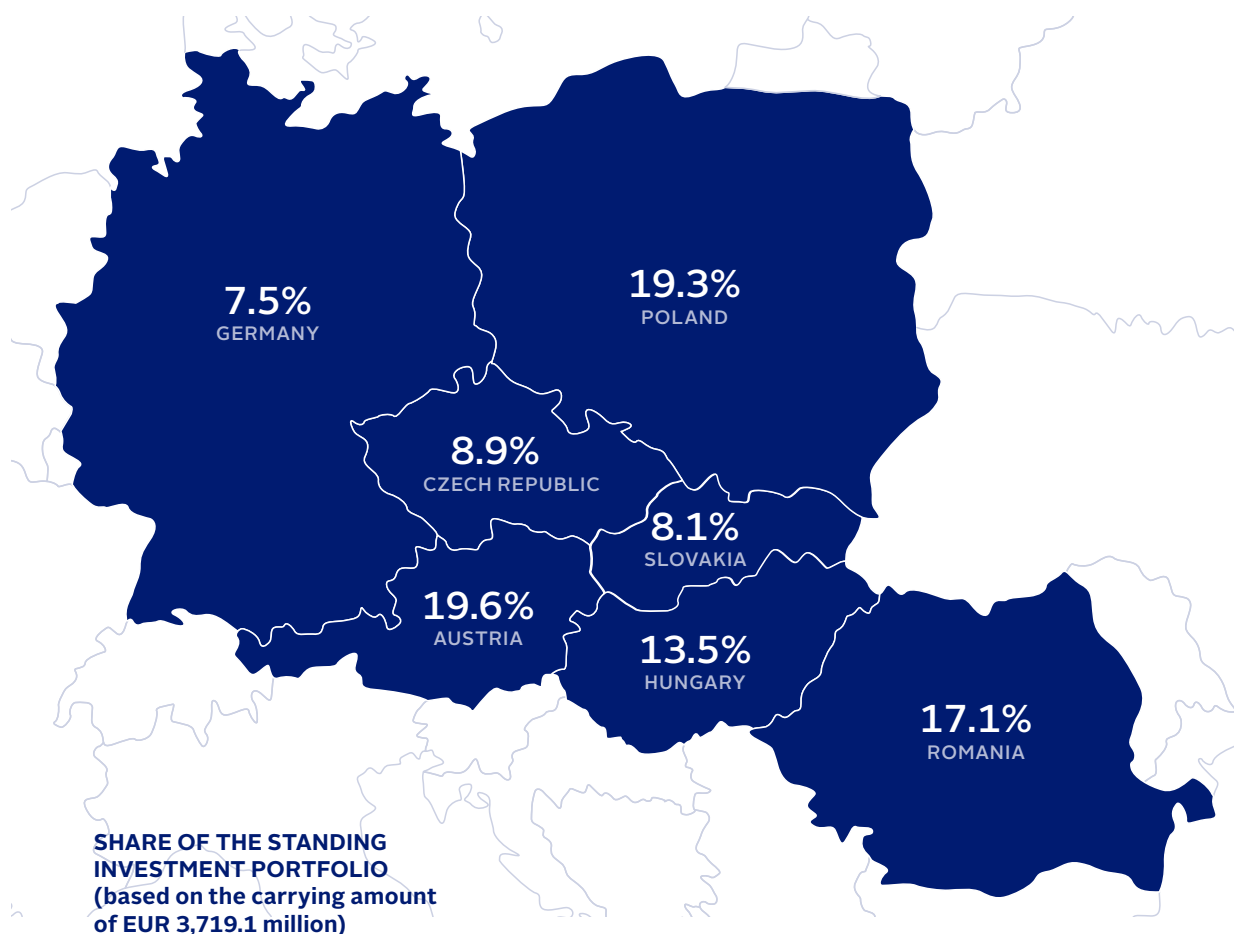 7.5%
GERMANY
19.3%
POLAND
8.9%
CZECH REPUBLIC
8.1%
SLOVAKIA
19.6%
AUSTRIA
13.5%
HUNGARY
17.1%
ROMANIA
SHARE OF THE STANDING
INVESTMENT PORTFOLIO
(based on the carrying amount
of EUR 3,719.1 million)